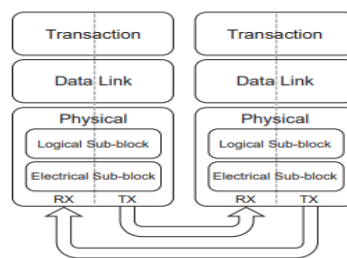 Transaction
Data Link
Physical
Logical Sub-block
Electrical Sub-block
RX TX
Transaction
Data Link
Physical
Logical Sub-block
Electrical Sub-block
RX TX